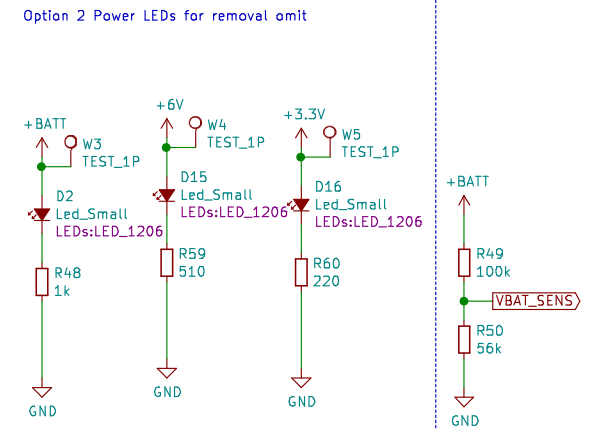 Option 2 Power LEDs for removal omit
+BATT
W3
TEST_1P
D2
Led_Small
LEDs:LED_1206
R48
1k
GND
+6V
W4
TEST_1P
D15
Led_Small
LEDs:LED_1206
R59
510
GND
+3.3V
W5
TEST_1P
D16
Led_Small
LEDs:LED_1206
R60
220
GND
+BATT
R49
100k
VBAT_SENS
R50
56k
GND